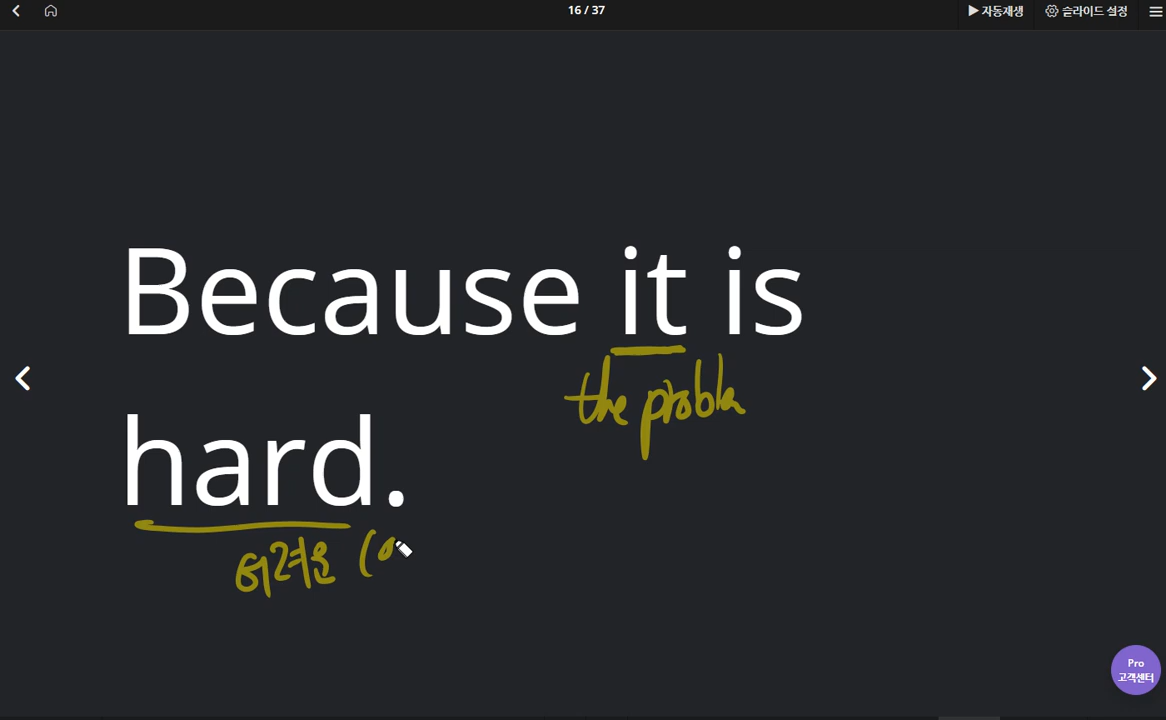 16 / 37
자동재생
슬라이드 설정
Because it is
the proble
hard.
어려운 (o
Pro
고객센터